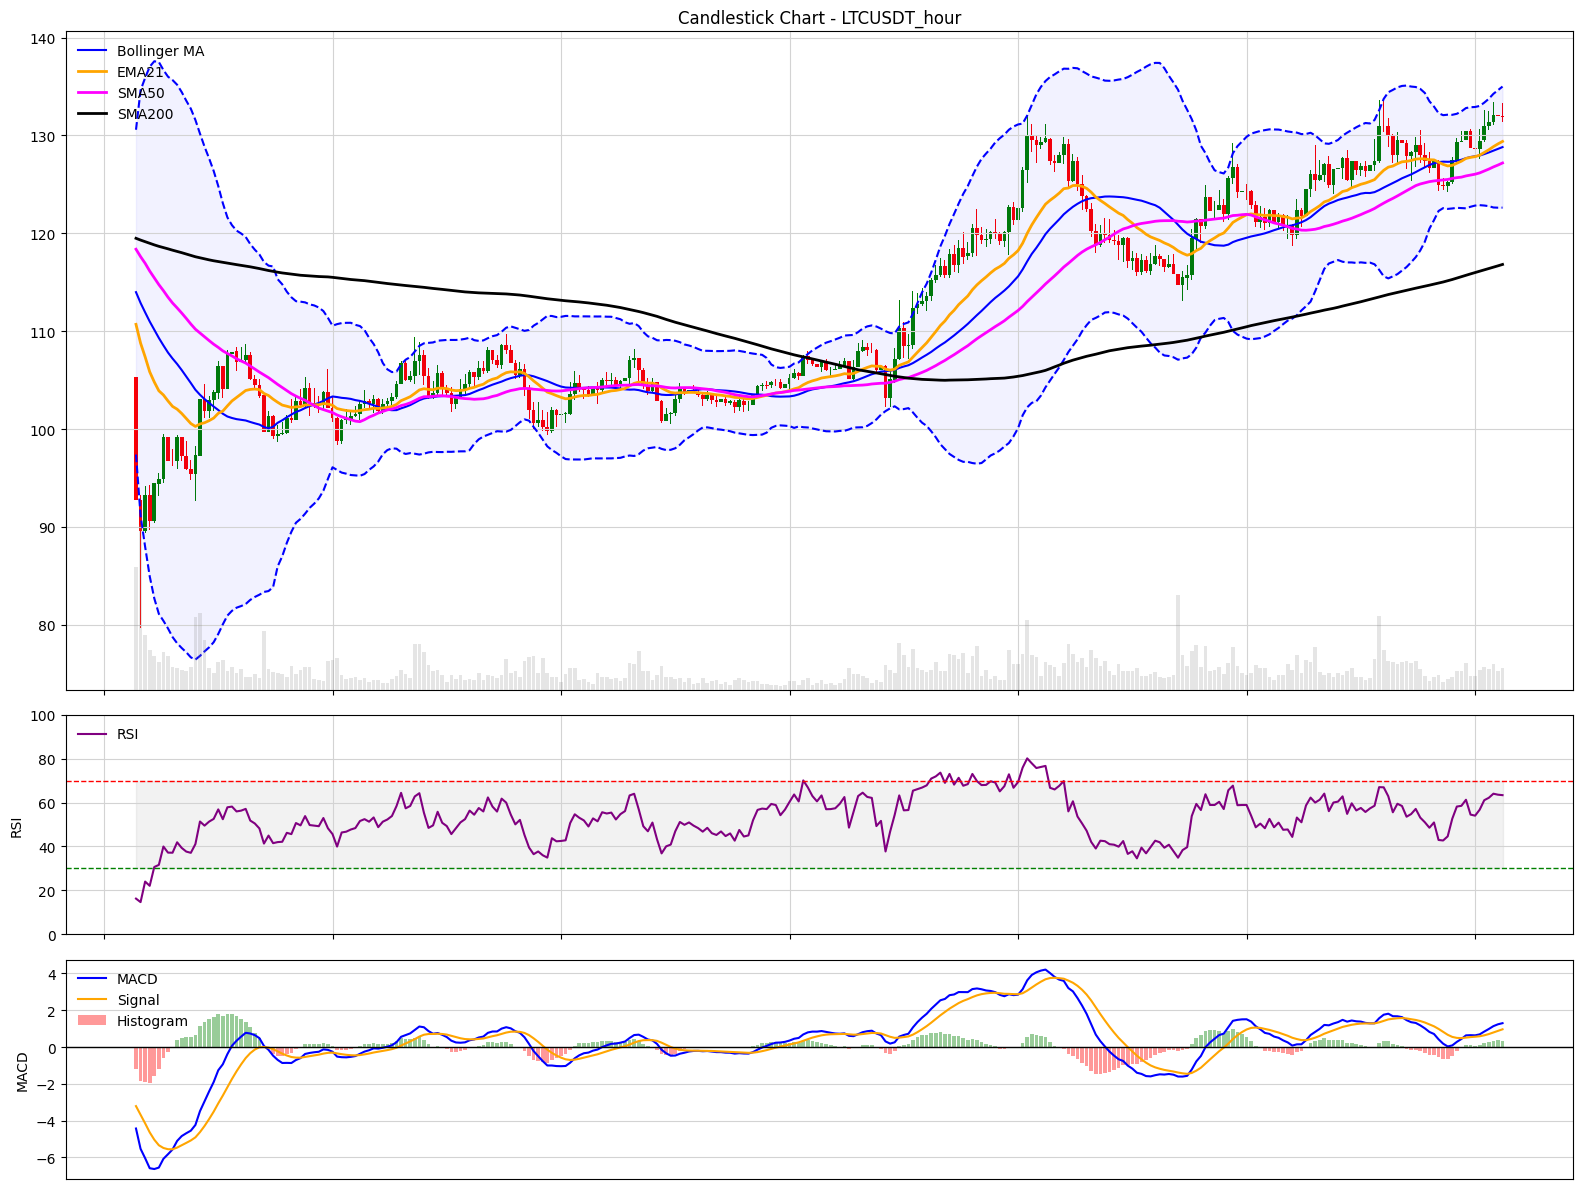 Candlestick Chart - LTCUSDT_hour
140
130
120
110
100
90
80
Bollinger MA
EMA21
SMA50
SMA200
100
80
60
40
20
0
RSI
RSI
4
2
0
−2
−4
−6
MACD
MACD
Signal
Histogram